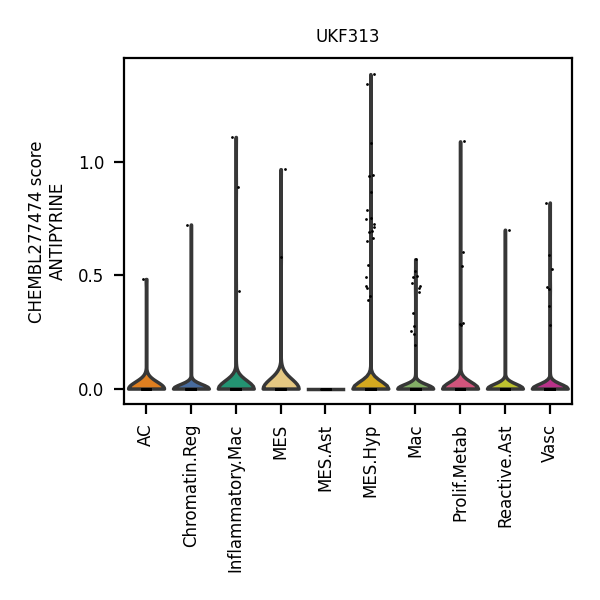 UKF313
CHEMBL277474 score
ANTIPYRINE
1.0
0.5
0.0
AC
Chromatin.Reg
Inflammatory.Mac
MES
MES.Ast
MES.Hyp
Mac
Prolif.Metab
Reactive.Ast
Vasc